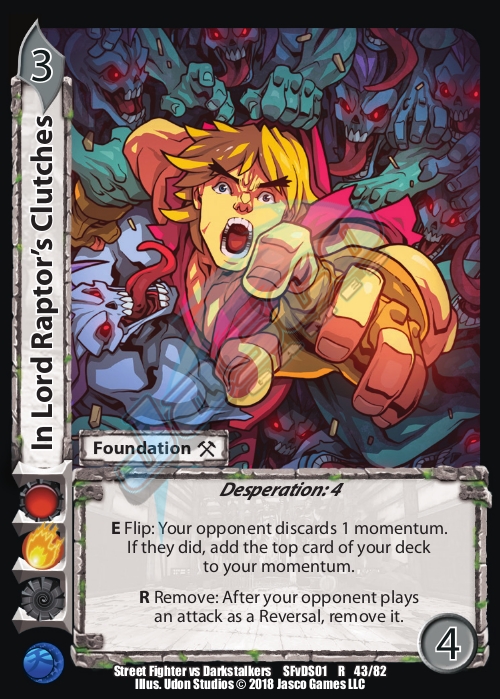 3
In Lord Raptor's Clutches
Foundation
Desperation: 4
E Flip: Your opponent discards 1 momentum.
If they did, add the top card of your deck
to your momentum.
R Remove: After your opponent plays
an attack as a Reversal, remove it.
4
Street Fighter vs Darkstalkers SFvDS01 R 43/82
Illus. Udon Studios © 2018 Jasco Games LLC